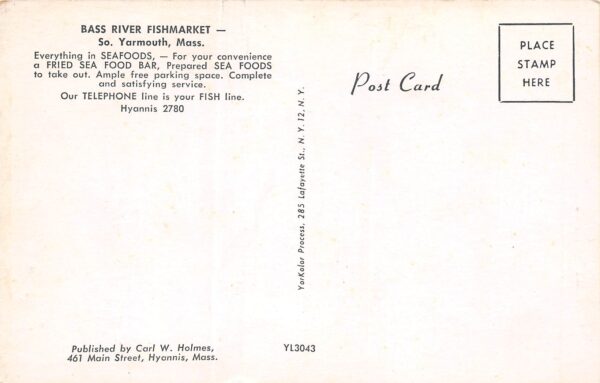 BASS RIVER FISHMARKET —
So. Yarmouth, Mass.
Everything in SEAFOODS, — For your convenience
a FRIED SEA FOOD BAR, Prepared SEA FOODS
to take out. Ample free parking space. Complete
and satisfying service.
Our TELEPHONE line is your FISH line.
Hyannis 2780
Post Card
PLACE
STAMP
HERE
YorKolor Process, 285 Lafayette St., N. Y. 12, N. Y.
Published by Carl W. Holmes,
461 Main Street, Hyannis, Mass.
YL3043